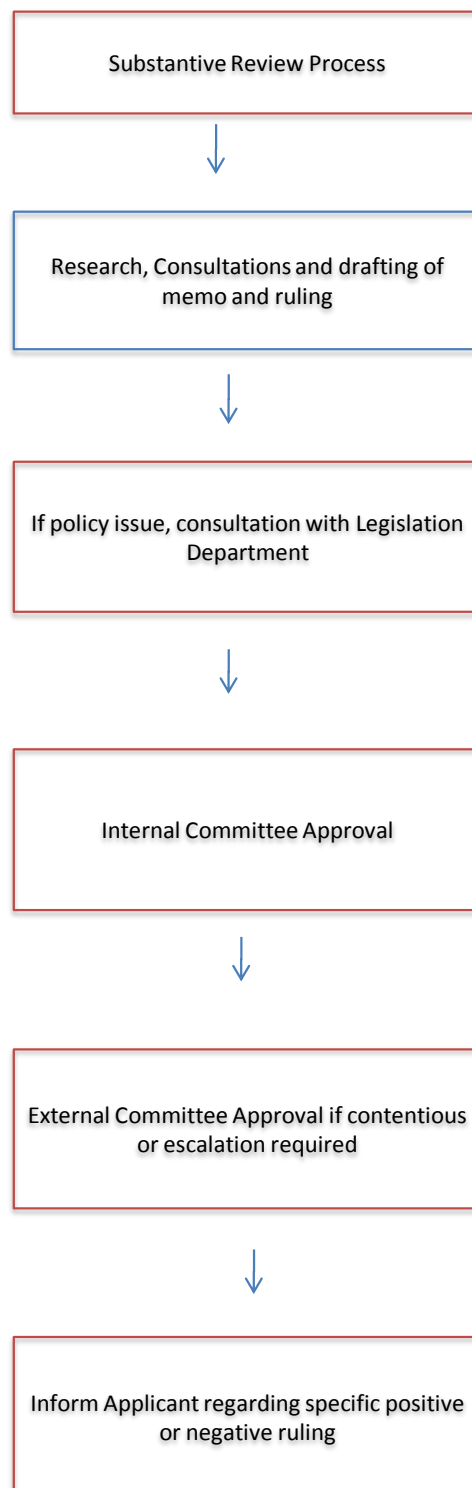 Substantive Review Process
Research, Consultations and drafting of
memo and ruling
If policy issue, consultation with Legislation
Department
Internal Committee Approval
External Committee Approval if contentious
or escalation required
Inform Applicant regarding specific positive
or negative ruling